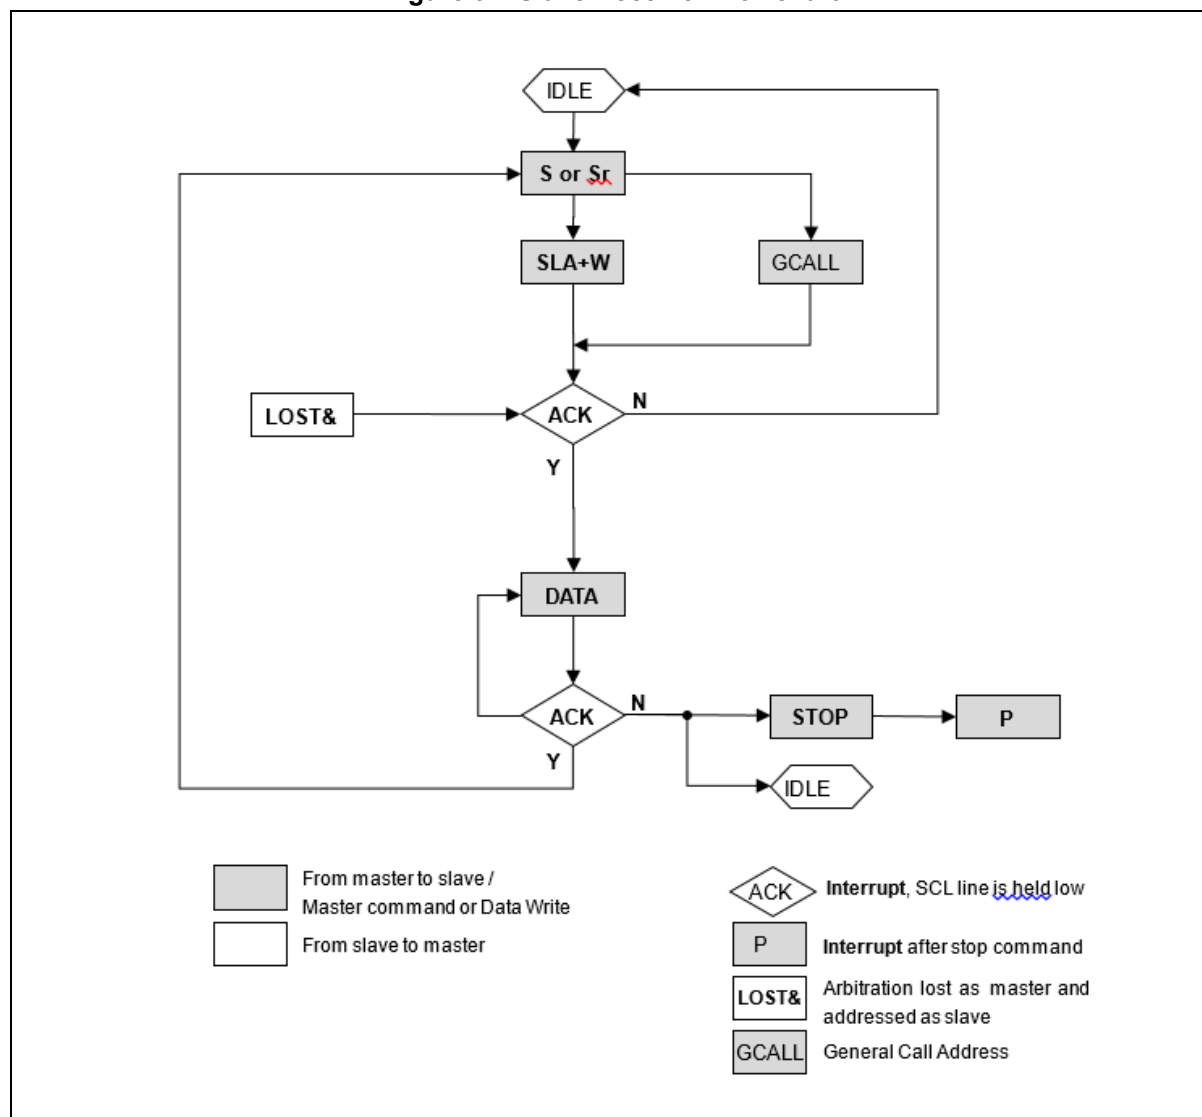 IDLE
S or Sr
SLA+W
GCALL
LOST&
ACK
N
Y
DATA
ACK
N
STOP
P
Y
IDLE
From master to slave /
Master command or Data Write
From slave to master
ACK
Interrupt, SCL line is held low
P
Interrupt after stop command
LOST&
Arbitration lost as master and
addressed as slave
GCALL
General Call Address